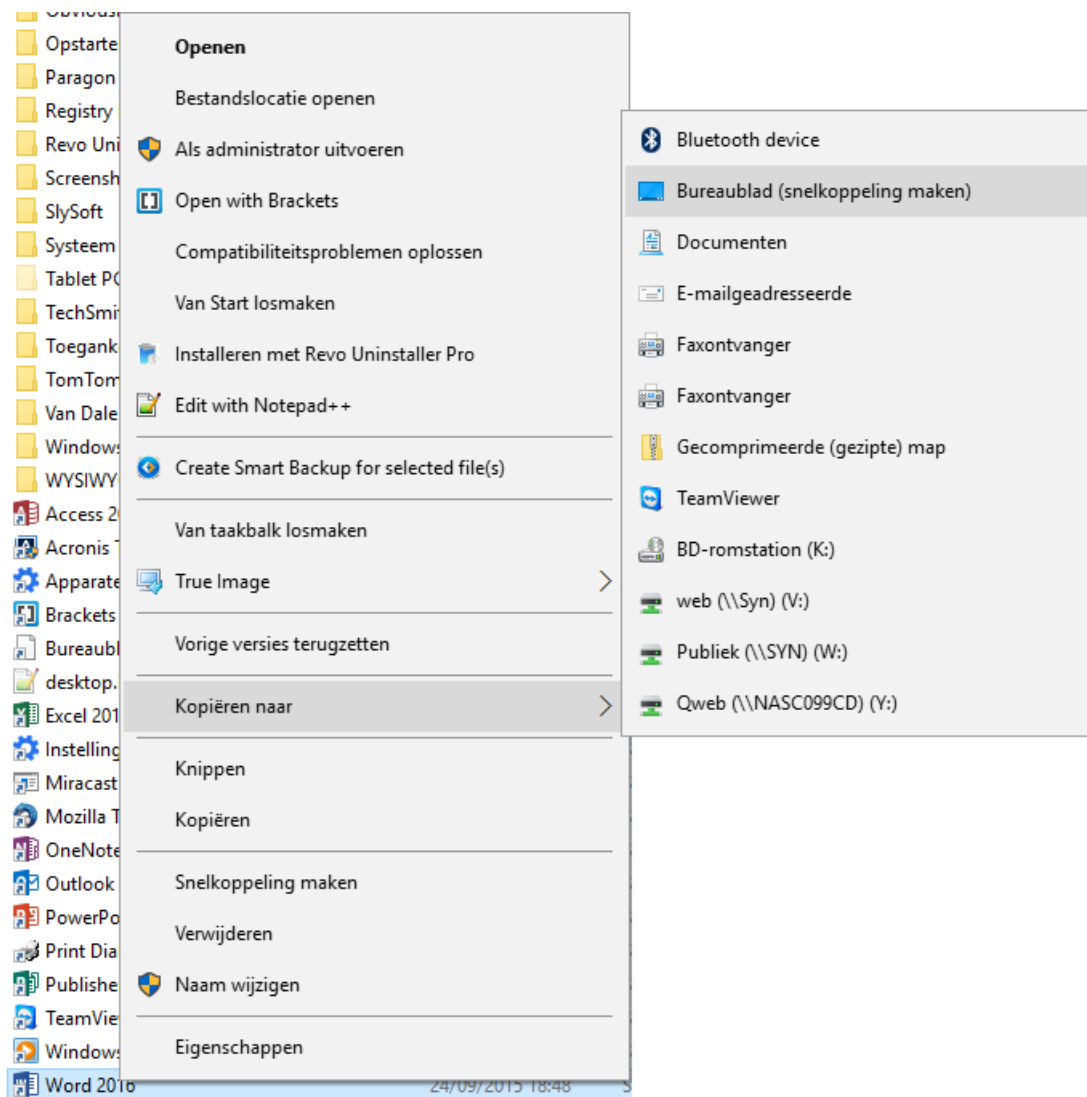 Opstarte
Paragon
Registry
Revo Uni
Screensh
SlySoft
Systeem
Tablet PC
TechSmi
Toegank
TomTom
Van Dale
Windows
WYSIWY
Access 2
Acronis T
Apparate
Brackets
Bureaubl
desktop.
Excel 201
Instelling
Miracast
Mozilla T
OneNote
Outlook
PowerPo
Print Dia
Publishe
TeamVie
Windows
Word 2016 24/09/2015 18:48 S
Openen
Bestandslocatie openen
Als administrator uitvoeren
Open with Brackets
Compatibiliteitsproblemen oplossen
Van Start losmaken
Installeren met Revo Uninstaller Pro
Edit with Notepad++
Create Smart Backup for selected file(s)
Van taakbalk losmaken
True Image
Vorige versies terugzetten
Kopiëren naar
Knippen
Kopiëren
Snelkoppeling maken
Verwijderen
Naam wijzigen
Eigenschappen
Bluetooth device
Bureaublad (snelkoppeling maken)
Documenten
E-mailgeadresseerde
Faxontvanger
Faxontvanger
Gecomprimeerde (gezipte) map
TeamViewer
BD-romstation (K:)
web (\\Syn) (V:)
Publiek (\\SYN) (W:)
Qweb (\\NASC099CD) (Y:)